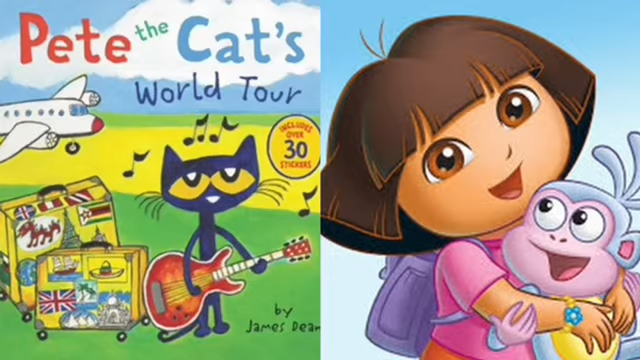 Pete the Cat's
World Tour
INCLUDES
OVER
30
STICKERS
by
James Dean